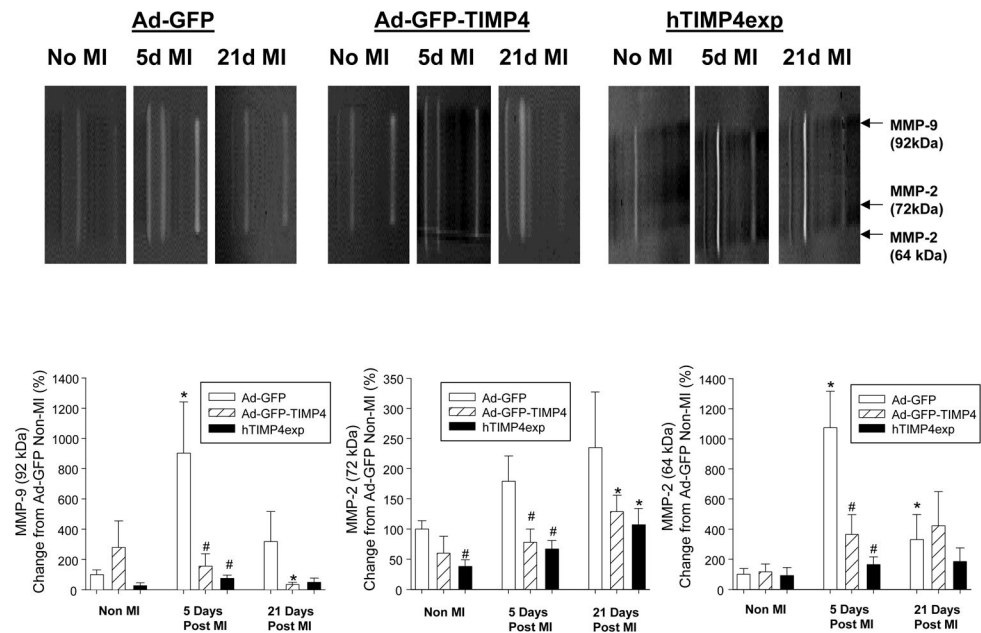 Ad-GFP
Ad-GFP-TIMP4
hTIMP4exp
No MI 5d MI 21d MI
No MI 5d MI 21d MI
No MI 5d MI 21d MI
MMP-9
(92kDa)
MMP-2
(72kDa)
MMP-2
(64 kDa)
MMP-9 (92 kDa)
Change from Ad-GFP Non-MI (%)
1400
1200
1000
800
600
400
200
0
Ad-GFP
Ad-GFP-TIMP4
hTIMP4exp
*
#
#
*
Non MI
5 Days
Post MI
21 Days
Post MI
MMP-2 (72 kDa)
Change from Ad-GFP Non-MI (%)
350
300
250
200
150
100
50
0
Ad-GFP
Ad-GFP-TIMP4
hTIMP4exp
#
#
#
*
*
Non MI
5 Days
Post MI
21 Days
Post MI
MMP-2 (64 kDa)
Change from Ad-GFP Non-MI (%)
1400
1200
1000
800
600
400
200
0
Ad-GFP
Ad-GFP-TIMP4
hTIMP4exp
*
#
#
*
Non MI
5 Days
Post MI
21 Days
Post MI